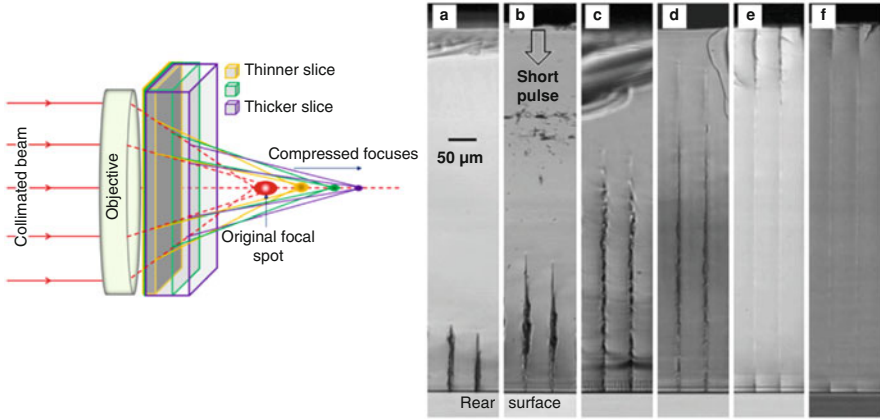 Collimated beam
Objective
Thinner slice
Thicker slice
Compressed focuses
Original focal
spot
a
b
c
d
e
f
Short
pulse
50 µm
Rear surface